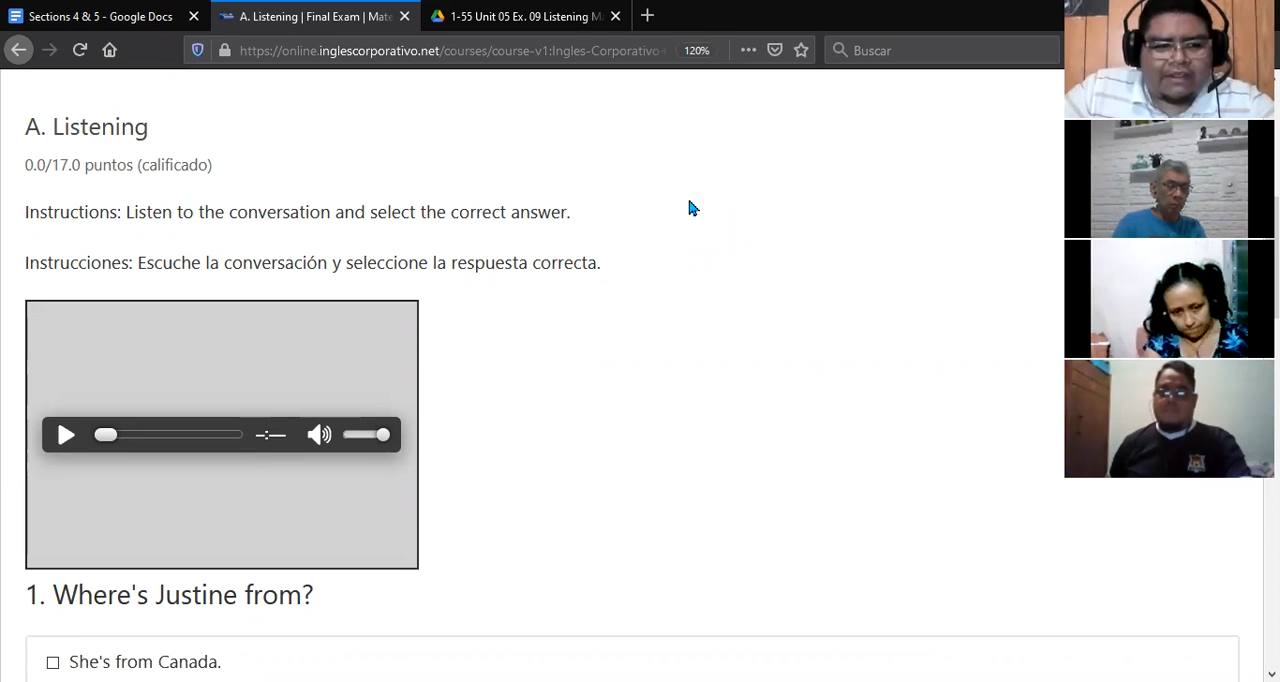 Sections 4 & 5 - Google Docs
A. Listening | Final Exam | Mate
1-55 Unit 05 Ex. 09 Listening M
https://online.inglescorporativo.net/courses/course-v1:Ingles-Corporativo
120%
Buscar
A. Listening
0.0/17.0 puntos (calificado)
Instructions: Listen to the conversation and select the correct answer.
Instrucciones: Escuche la conversación y seleccione la respuesta correcta.
-:--
1. Where's Justine from?
She's from Canada.